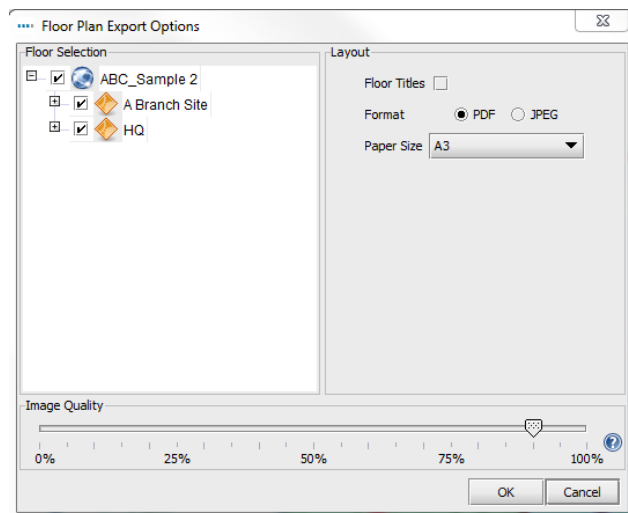 Floor Plan Export Options
Floor Selection
ABC_Sample 2
A Branch Site
HQ
Layout
Floor Titles
Format PDF JPEG
Paper Size A3
Image Quality
0% 25% 50% 75% 100%
OK Cancel